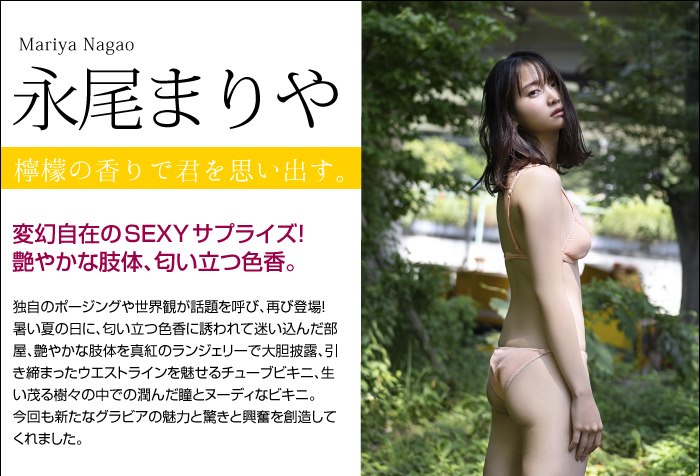 Mariya Nagao
永尾まりや
檸檬の香りで君を思い出す。
変幻自在のSEXYサプライズ!
艶やかな肢体、匂い立つ色香。
独自のポージングや世界観が話題を呼び、再び登場!
暑い夏の日に、匂い立つ色香に誘われて迷い込んだ部
屋、艶やかな肢体を真紅のランジェリーで大胆披露、引
き締まったウエストラインを魅せるチューブビキニ、生
い茂る樹々の中での潤んだ瞳とヌーディなビキニ。
今回も新たなグラビアの魅力と驚きと興奮を創造して
くれました。